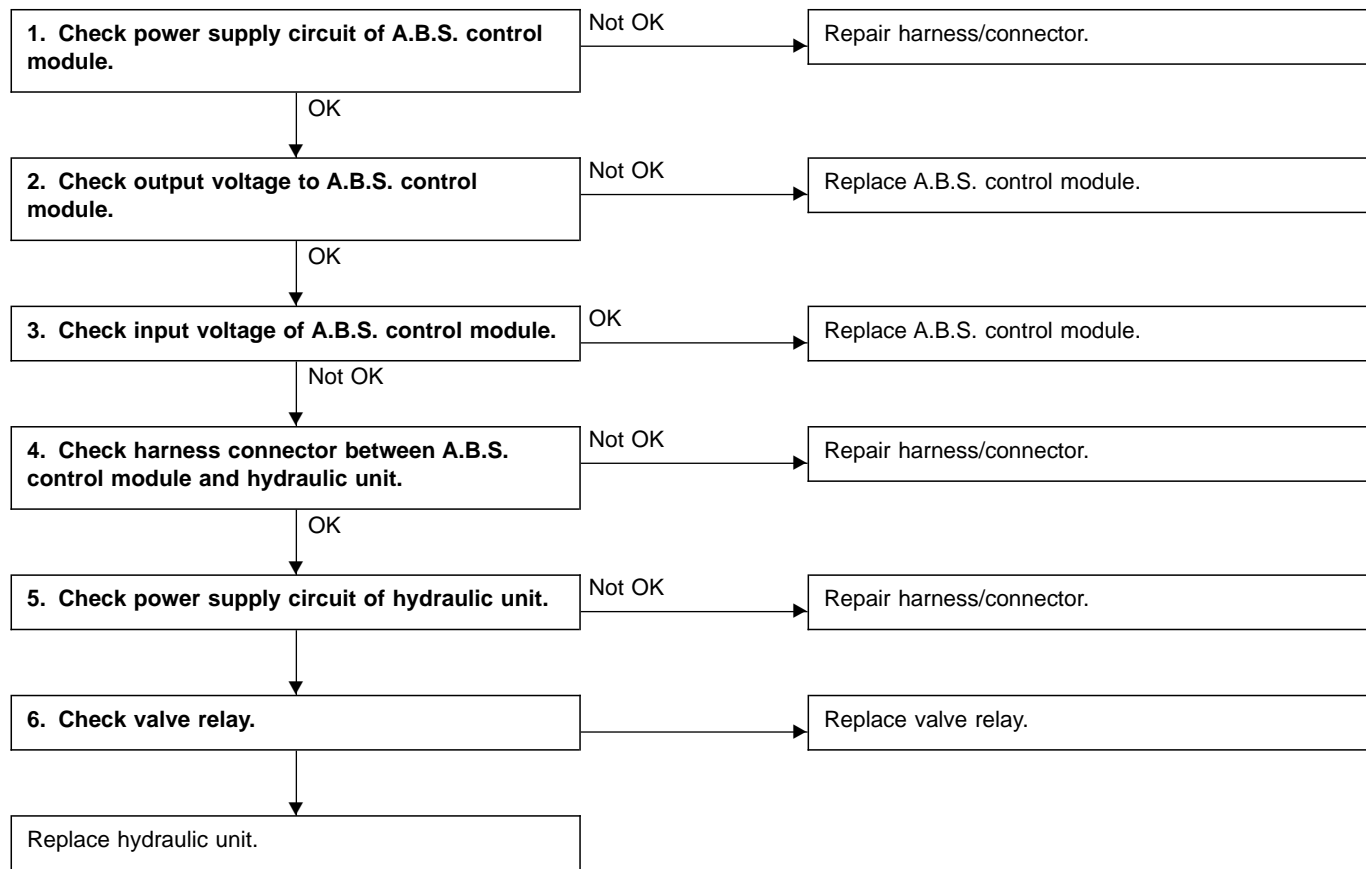 1. Check power supply circuit of A.B.S. control
module.
Not OK
Repair harness/connector.
OK
2. Check output voltage to A.B.S. control
module.
Not OK
Replace A.B.S. control module.
OK
3. Check input voltage of A.B.S. control module.
OK
Replace A.B.S. control module.
Not OK
4. Check harness connector between A.B.S.
control module and hydraulic unit.
Not OK
Repair harness/connector.
OK
5. Check power supply circuit of hydraulic unit.
Not OK
Repair harness/connector.
6. Check valve relay.
Replace valve relay.
Replace hydraulic unit.